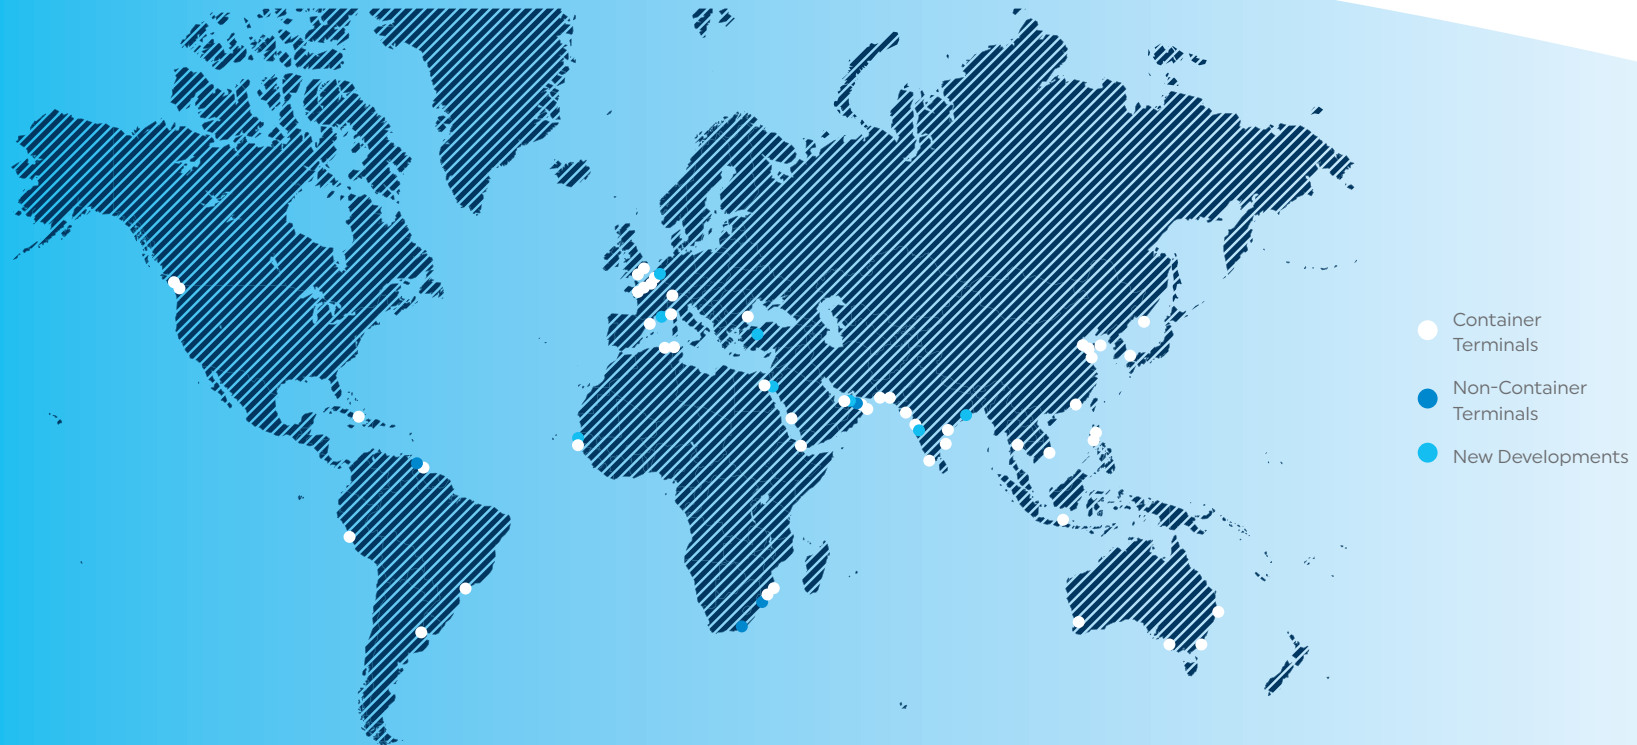 Container
Terminals
Non-Container
Terminals
New Developments